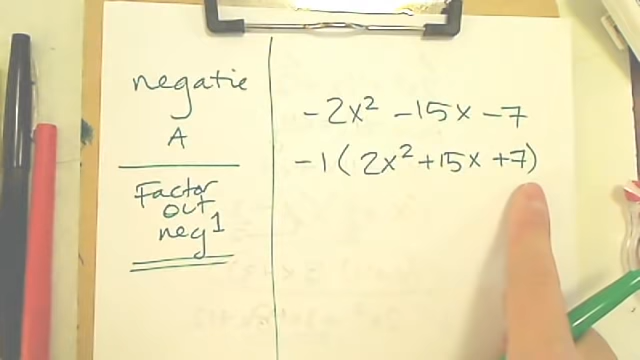 negatie
A
Factor
out
neg 1
-2x² -15x -7
-1(2x²+15x+7)